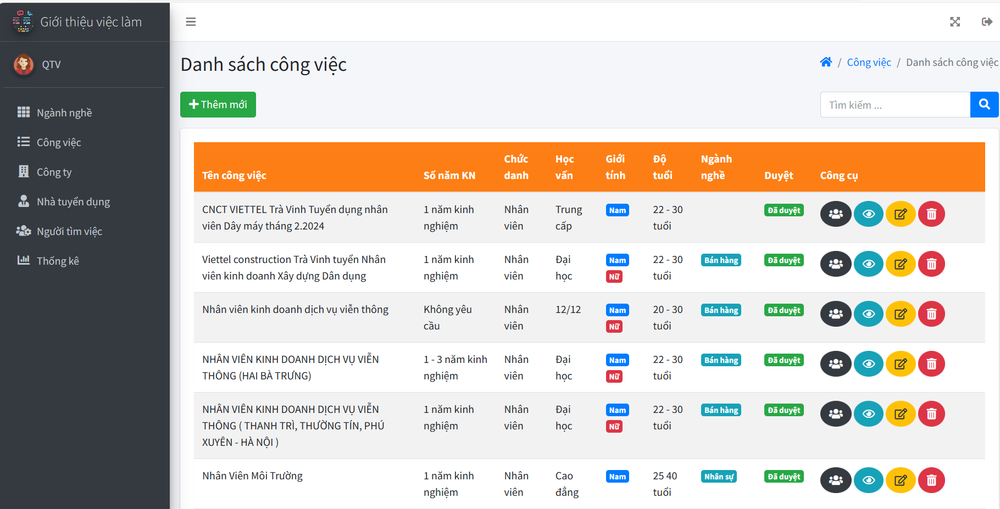 Giới thiệu việc làm
QTV
Ngành nghề
Công việc
Công ty
Nhà tuyển dụng
Người tìm việc
Thống kê
Danh sách công việc
/ Công việc / Danh sách công việc
Thêm mới
Tìm kiếm ...
Tên công việc
Số năm KN
Chức
danh
Học
vấn
Giới
tính
Độ
tuổi
Ngành
nghề
Duyệt
Công cụ
CNCT VIETTEL Trà Vinh Tuyển dụng nhân
viên Dây máy tháng 2.2024
1 năm kinh
nghiệm
Nhân
viên
Trung
cấp
Nam
22 - 30
tuổi
Đã duyệt
Viettel construction Trà Vinh tuyển Nhân
viên kinh doanh Xây dựng Dân dụng
1 năm kinh
nghiệm
Nhân
viên
Đại
học
Nam
Nữ
22 - 30
tuổi
Bán hàng
Đã duyệt
Nhân viên kinh doanh dịch vụ viễn thông
Không yêu
cầu
Nhân
viên
12/12
Nam
Nữ
20 - 30
tuổi
Bán hàng
Đã duyệt
NHÂN VIÊN KINH DOANH DỊCH VỤ VIỄN
THÔNG (HAI BÀ TRƯNG)
1 - 3 năm kinh
nghiệm
Nhân
viên
Đại
học
Nam
Nữ
22 - 30
tuổi
Bán hàng
Đã duyệt
NHÂN VIÊN KINH DOANH DỊCH VỤ VIỄN
THÔNG ( THANH TRÌ, THƯỜNG TÍN, PHÚ
XUYÊN - HÀ NỘI )
1 năm kinh
nghiệm
Nhân
viên
Đại
học
Nam
Nữ
22 - 30
tuổi
Bán hàng
Đã duyệt
Nhân Viên Môi Trường
1 năm kinh
nghiệm
Nhân
viên
Cao
đẳng
Nam
25 40
tuổi
Nhân sự
Đã duyệt